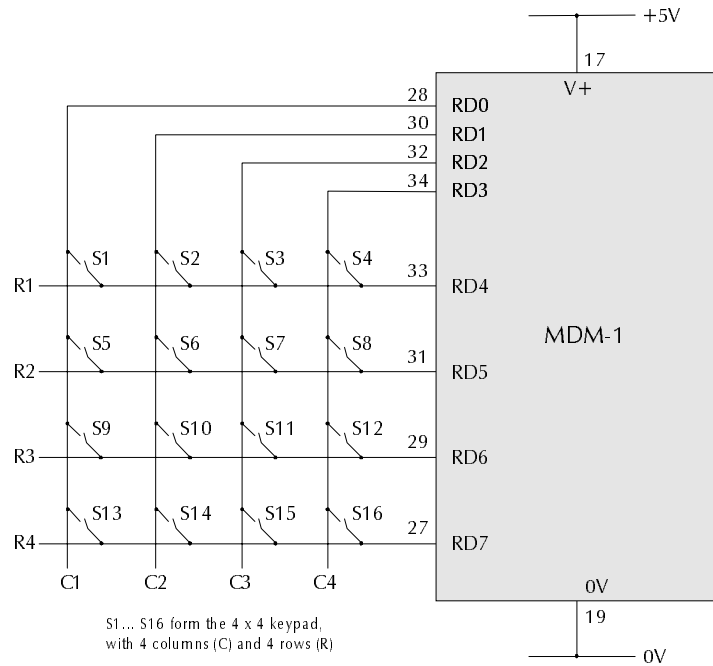 +5V
17
V+
28 RD0
30 RD1
32 RD2
34 RD3
S1 S2 S3 S4
R1 33 RD4
MDM-1
S5 S6 S7 S8
R2 31 RD5
S9 S10 S11 S12
R3 29 RD6
S13 S14 S15 S16
R4 27 RD7
C1 C2 C3 C4
0V
19
S1... S16 form the 4 x 4 keypad,
with 4 columns (C) and 4 rows (R)
0V